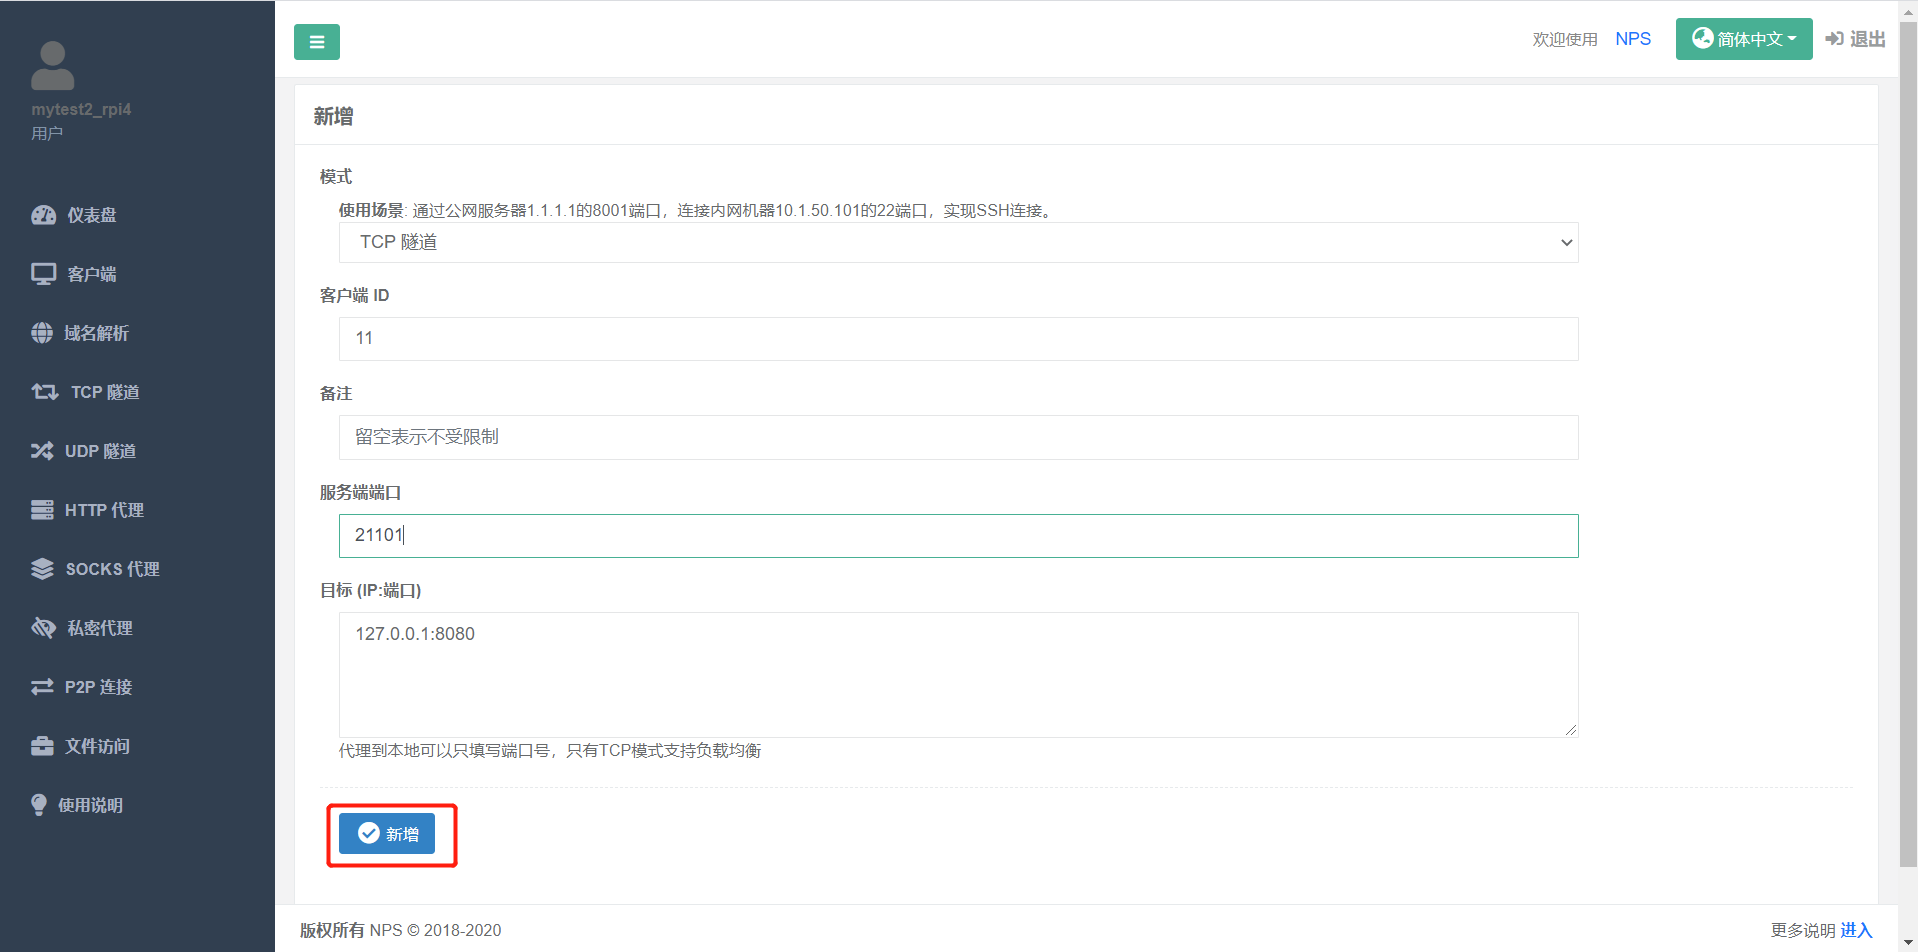 欢迎使用 NPS 简体中文 退出
mytest2_rpi4
用户
仪表盘
客户端
域名解析
TCP 隧道
UDP 隧道
HTTP 代理
SOCKS 代理
私密代理
P2P 连接
文件访问
使用说明
新增
模式
使用场景: 通过公网服务器1.1.1.1的8001端口，连接内网机器10.1.50.101的22端口，实现SSH连接。
TCP 隧道
客户端 ID
11
备注
留空表示不受限制
服务端端口
21101
目标 (IP:端口)
127.0.0.1:8080
代理到本地可以只填写端口号，只有TCP模式支持负载均衡
新增
版权所有 NPS © 2018-2020
更多说明 进入